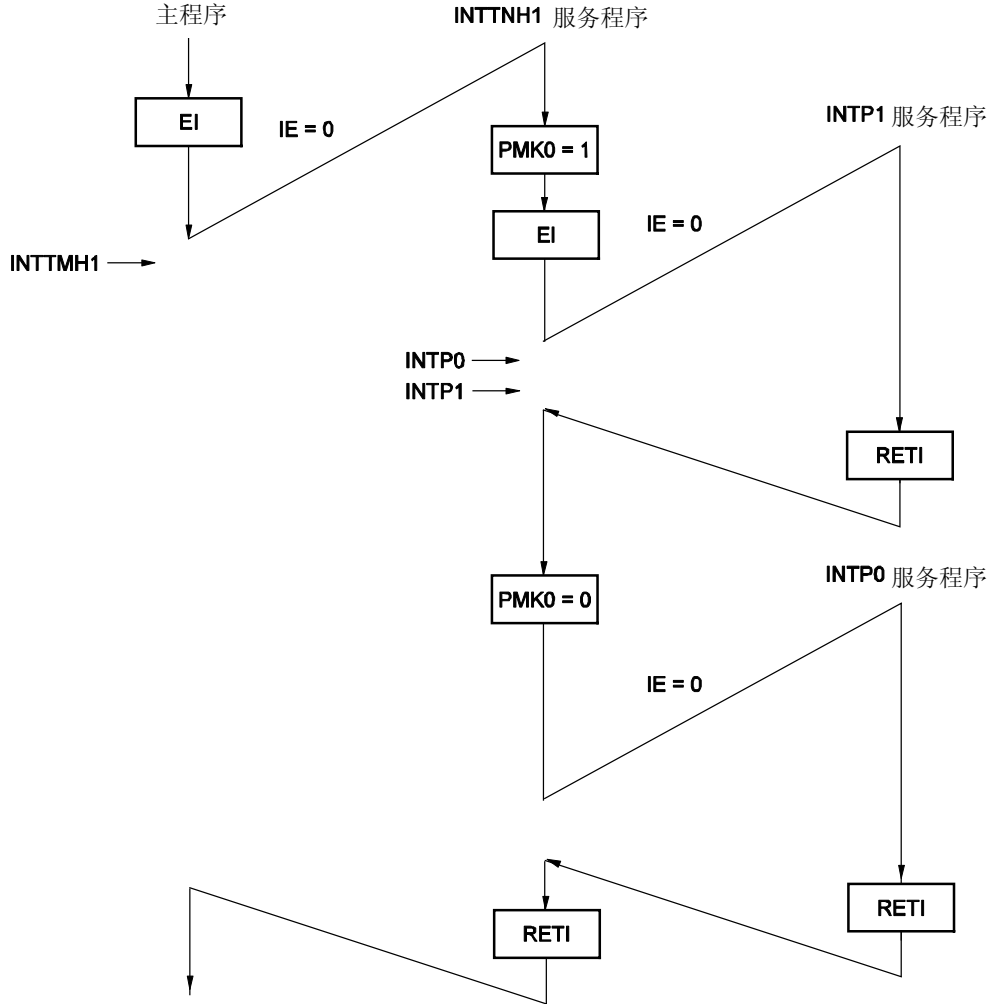 主程序
INTTNH1 服务程序
EI
IE = 0
INTP1 服务程序
PMK0 = 1
EI
IE = 0
INTTMH1
INTP0
INTP1
RETI
PMK0 = 0
INTP0 服务程序
IE = 0
RETI
RETI